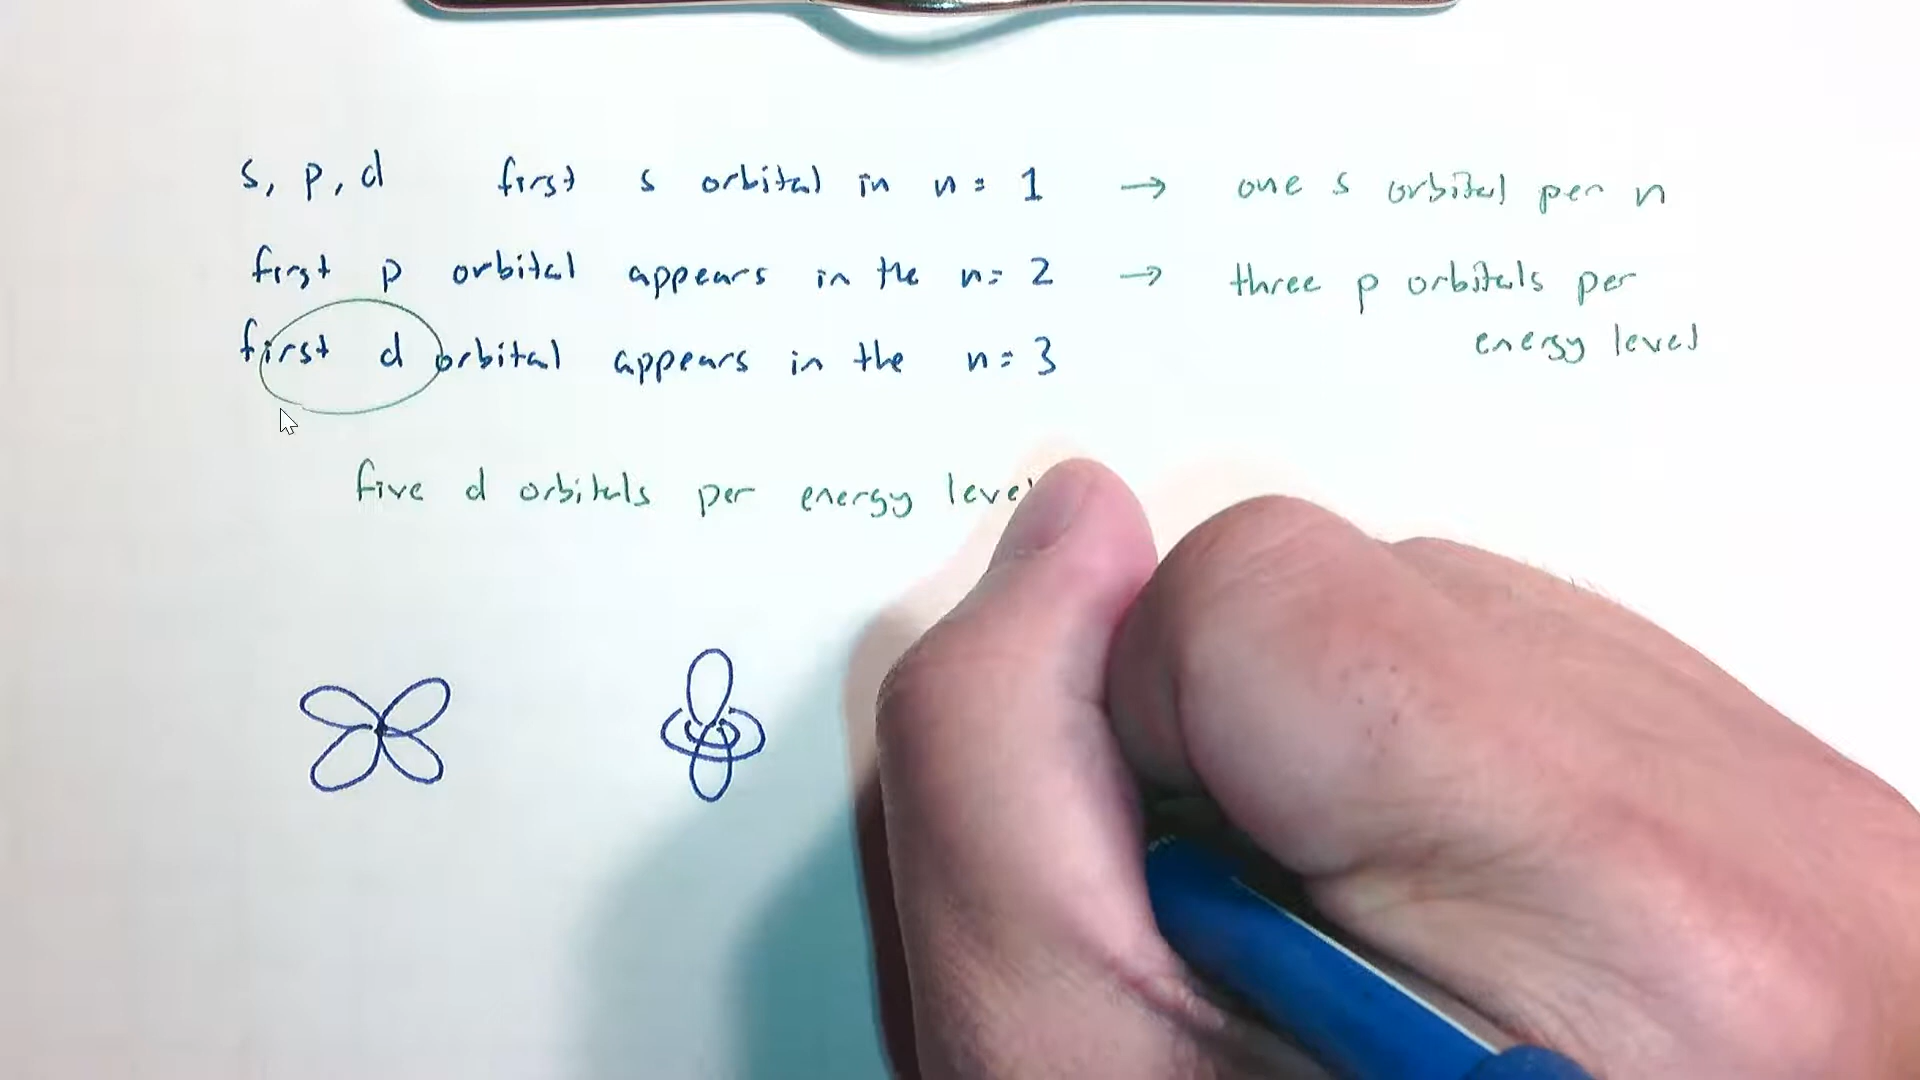 s, p, d first s orbital in n = 1 → one s orbital per n
first p orbital appears in the n = 2 → three p orbitals per
energy level
first d orbital appears in the n = 3
five d orbitals per energy level